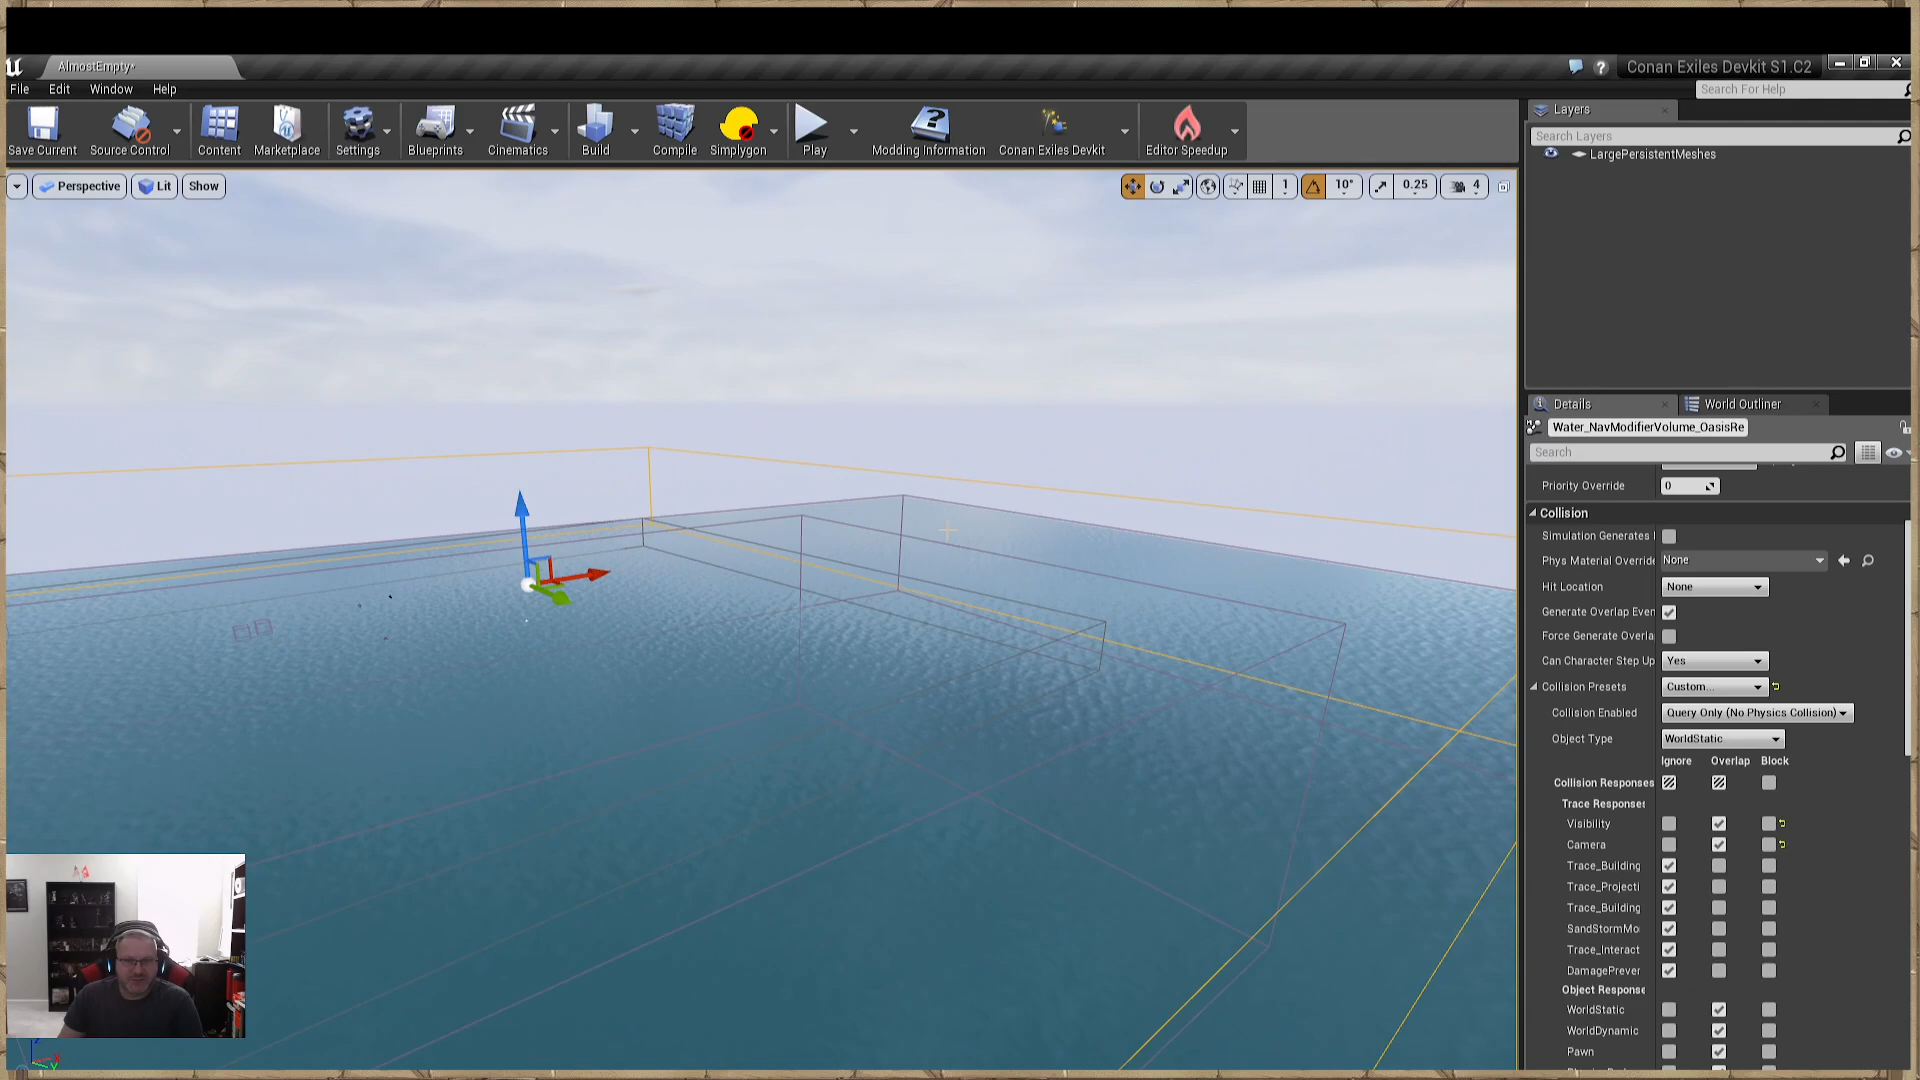 AlmostEmpty*
Conan Exiles Devkit S1.C2
File Edit Window Help
Search For Help
Save Current
Source Control
Content
Marketplace
Settings
Blueprints
Cinematics
Build
Compile
Simplygon
Play
Modding Information
Conan Exiles Devkit
Editor Speedup
Perspective
Lit
Show
1
10°
0.25
4
Layers
Search Layers
LargePersistentMeshes
Details
World Outliner
Water_NavModifierVolume_OasisRe
Search
Priority Override 0
Collision
Simulation Generates
Phys Material Override None
Hit Location None
Generate Overlap Even
Force Generate Overla
Can Character Step Up Yes
Collision Presets Custom...
Collision Enabled Query Only (No Physics Collision)
Object Type WorldStatic
Ignore Overlap Block
Collision Responses
Trace Responses
Visibility
Camera
Trace_Building
Trace_Projecti
Trace_Building
SandStormMo
Trace_Interact
DamagePrever
Object Response
WorldStatic
WorldDynamic
Pawn